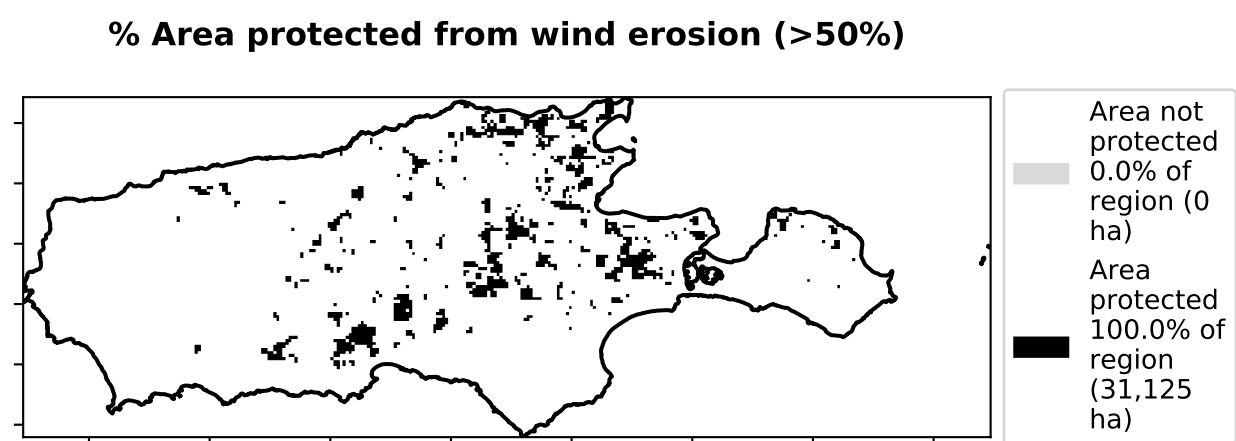 % Area protected from wind erosion (>50%)
Area not
protected
0.0% of
region (0
ha)
Area
protected
100.0% of
region
(31,125
ha)